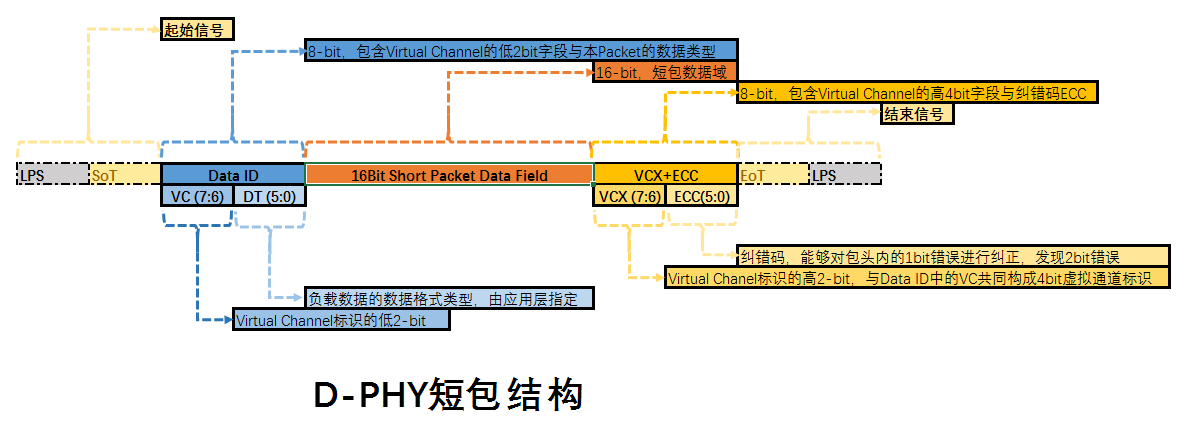 起始信号
8-bit，包含Virtual Channel的低2bit字段与本Packet的数据类型
16-bit，短包数据域
8-bit，包含Virtual Channel的高4bit字段与纠错码ECC
结束信号
LPS SoT Data ID 16Bit Short Packet Data Field VCX+ECC EoT LPS
VC (7:6) DT (5:0) VCX (7:6) ECC(5:0)
纠错码，能够对包头内的1bit错误进行纠正，发现2bit错误
Virtual Chanel标识的高2-bit，与Data ID中的VC共同构成4bit虚拟通道标识
负载数据的数据格式类型，由应用层指定
Virtual Channel标识的低2-bit
D-PHY短包结构